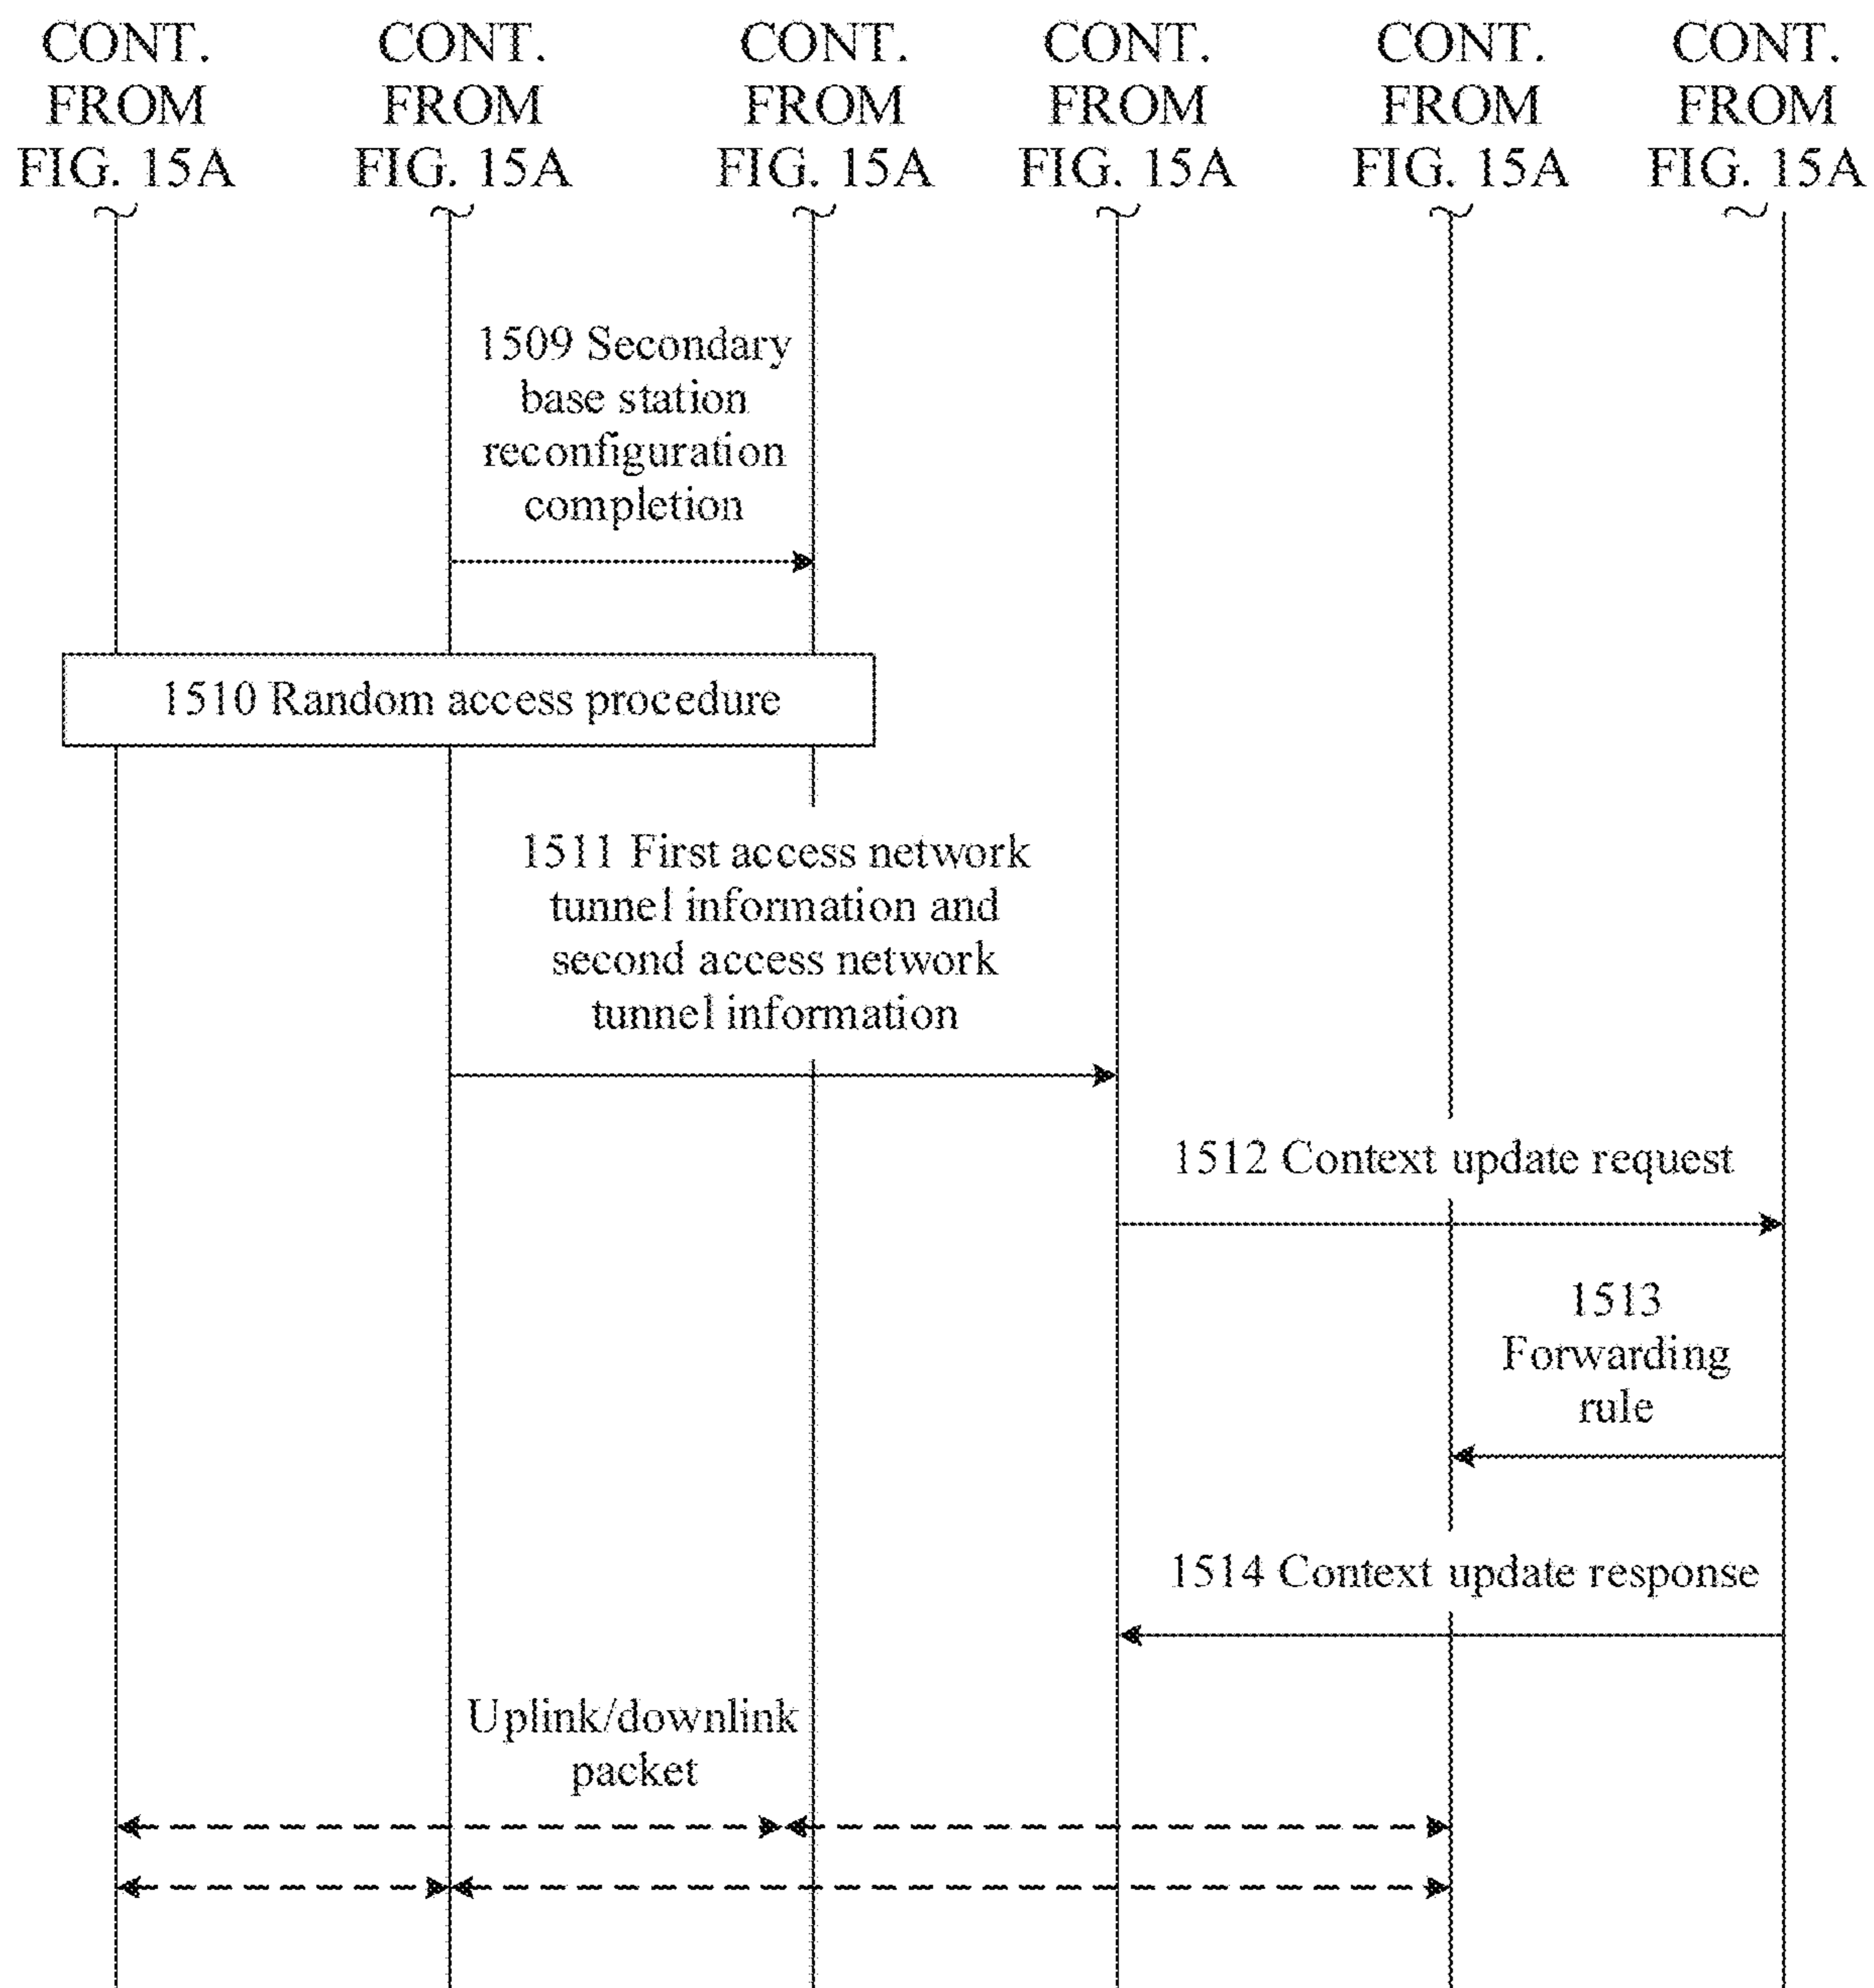 CONT. FROM FIG. 15A
CONT. FROM FIG. 15A
CONT. FROM FIG. 15A
CONT. FROM FIG. 15A
CONT. FROM FIG. 15A
CONT. FROM FIG. 15A
1509 Secondary
base station
reconfiguration
completion
1510 Random access procedure
1511 First access network
tunnel information and
second access network
tunnel information
1512 Context update request
1513
Forwarding
rule
1514 Context update response
Uplink/downlink
packet